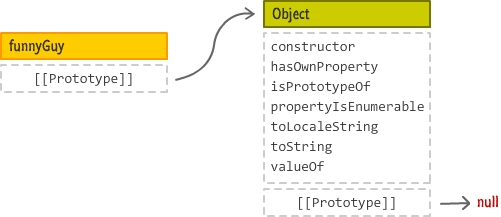 funnyGuy
[[Prototype]]
Object
constructor
hasOwnProperty
isPrototypeOf
propertyIsEnumerable
toLocaleString
toString
valueOf
[[Prototype]]
null